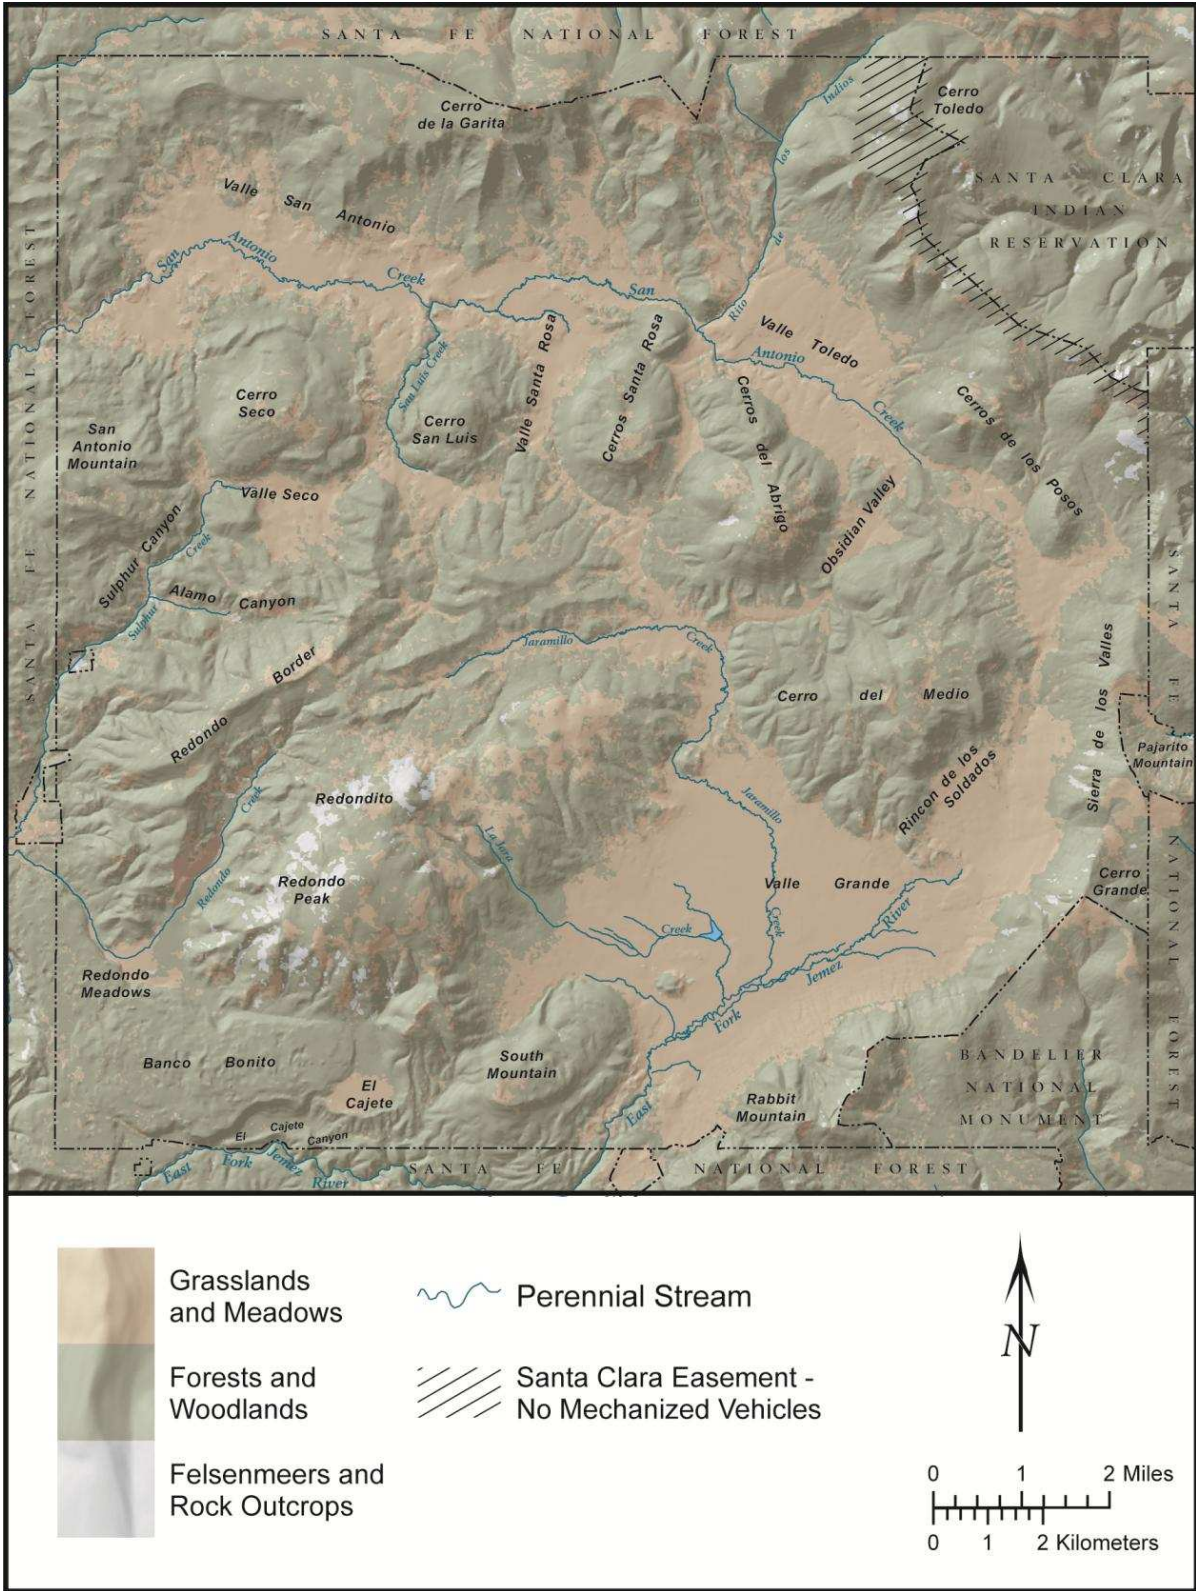 SANTA FE NATIONAL FOREST
Cerro
de la Garita
Indios
Cerro
Toledo
los
SANTA CLARA
INDIAN
RESERVATION
Valle San Antonio
de
San
Antonio
Creek
San
Rito
Valle Toledo
Antonio
Creek
San Luis Creek
Valle Santa Rosa
Cerros Santa Rosa
Cerros del Abrigo
Cerros de los Posos
Cerro
Seco
Cerro
San Luis
San
Antonio
Mountain
SANTA FE NATIONAL FOREST
Valle Seco
Sulphur Canyon
Creek
Obsidian Valley
Alamo Canyon
Sulphur
Redondo Border
Jaramillo
Creek
Cerro del Medio
Sierra de los Valles
SANTA FE NATIONAL FOREST
Pajarito
Mountain
Rincon de los
Soldados
Redondito
Creek
Jaramillo
La Jara
Redondo
Peak
Redondo
Valle Grande
Cerro
Grande
River
Creek
Creek
Jemez
Redondo
Meadows
Fork
Banco Bonito
South
Mountain
El
Cajete
Rabbit
Mountain
BANDELIER
NATIONAL
MONUMENT
East
El Cajete Canyon
East
Fork
Jemez
River
SANTA FE NATIONAL FOREST
Grasslands
and Meadows
Perennial Stream
N
Forests and
Woodlands
Santa Clara Easement -
No Mechanized Vehicles
Felsenmeers and
Rock Outcrops
0 1 2 Miles
0 1 2 Kilometers